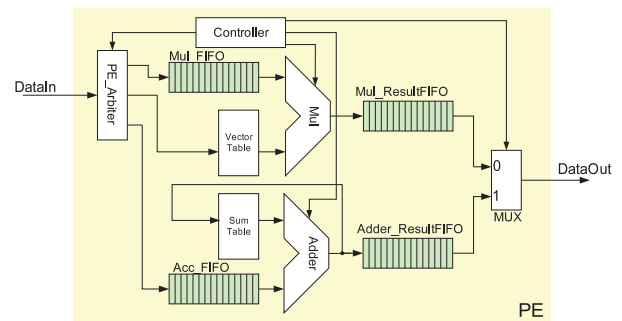 Controller
Mul_FIFO
PE_Arbiter
DataIn
Mul
Mul_ResultFIFO
Vector
Table
0
DataOut
1
MUX
Sum
Table
Adder
Adder_ResultFIFO
Acc_FIFO
PE